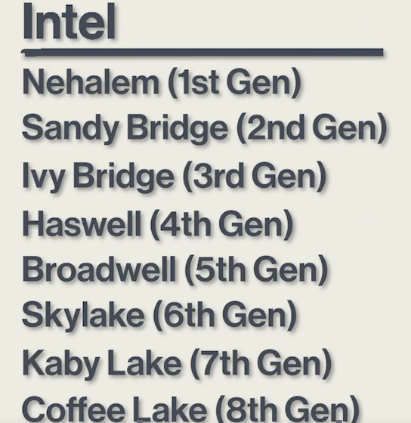 Intel
Nehalem (1st Gen)
Sandy Bridge (2nd Gen)
Ivy Bridge (3rd Gen)
Haswell (4th Gen)
Broadwell (5th Gen)
Skylake (6th Gen)
Kaby Lake (7th Gen)
Coffee Lake (8th Gen)